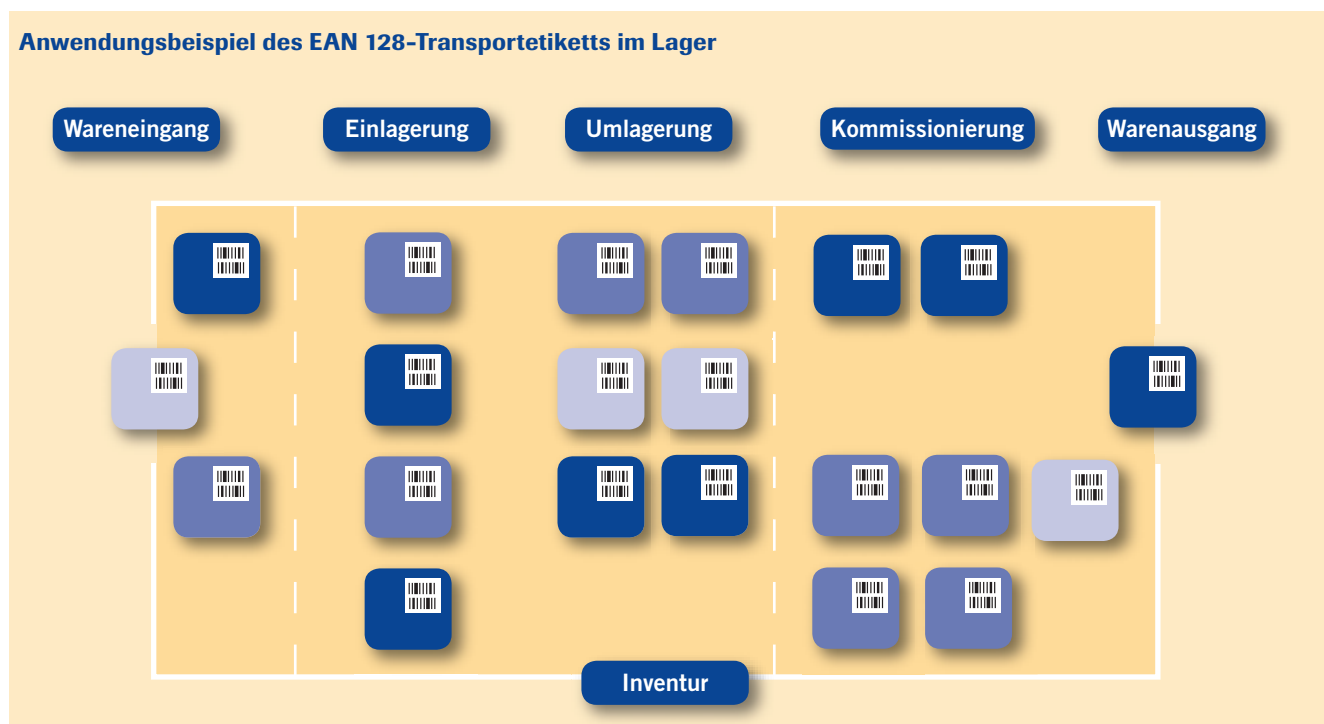 Anwendungsbeispiel des EAN 128-Transportetiketts im Lager
Wareneingang
Einlagerung
Umlagerung
Kommissionierung
Warenausgang
Inventur